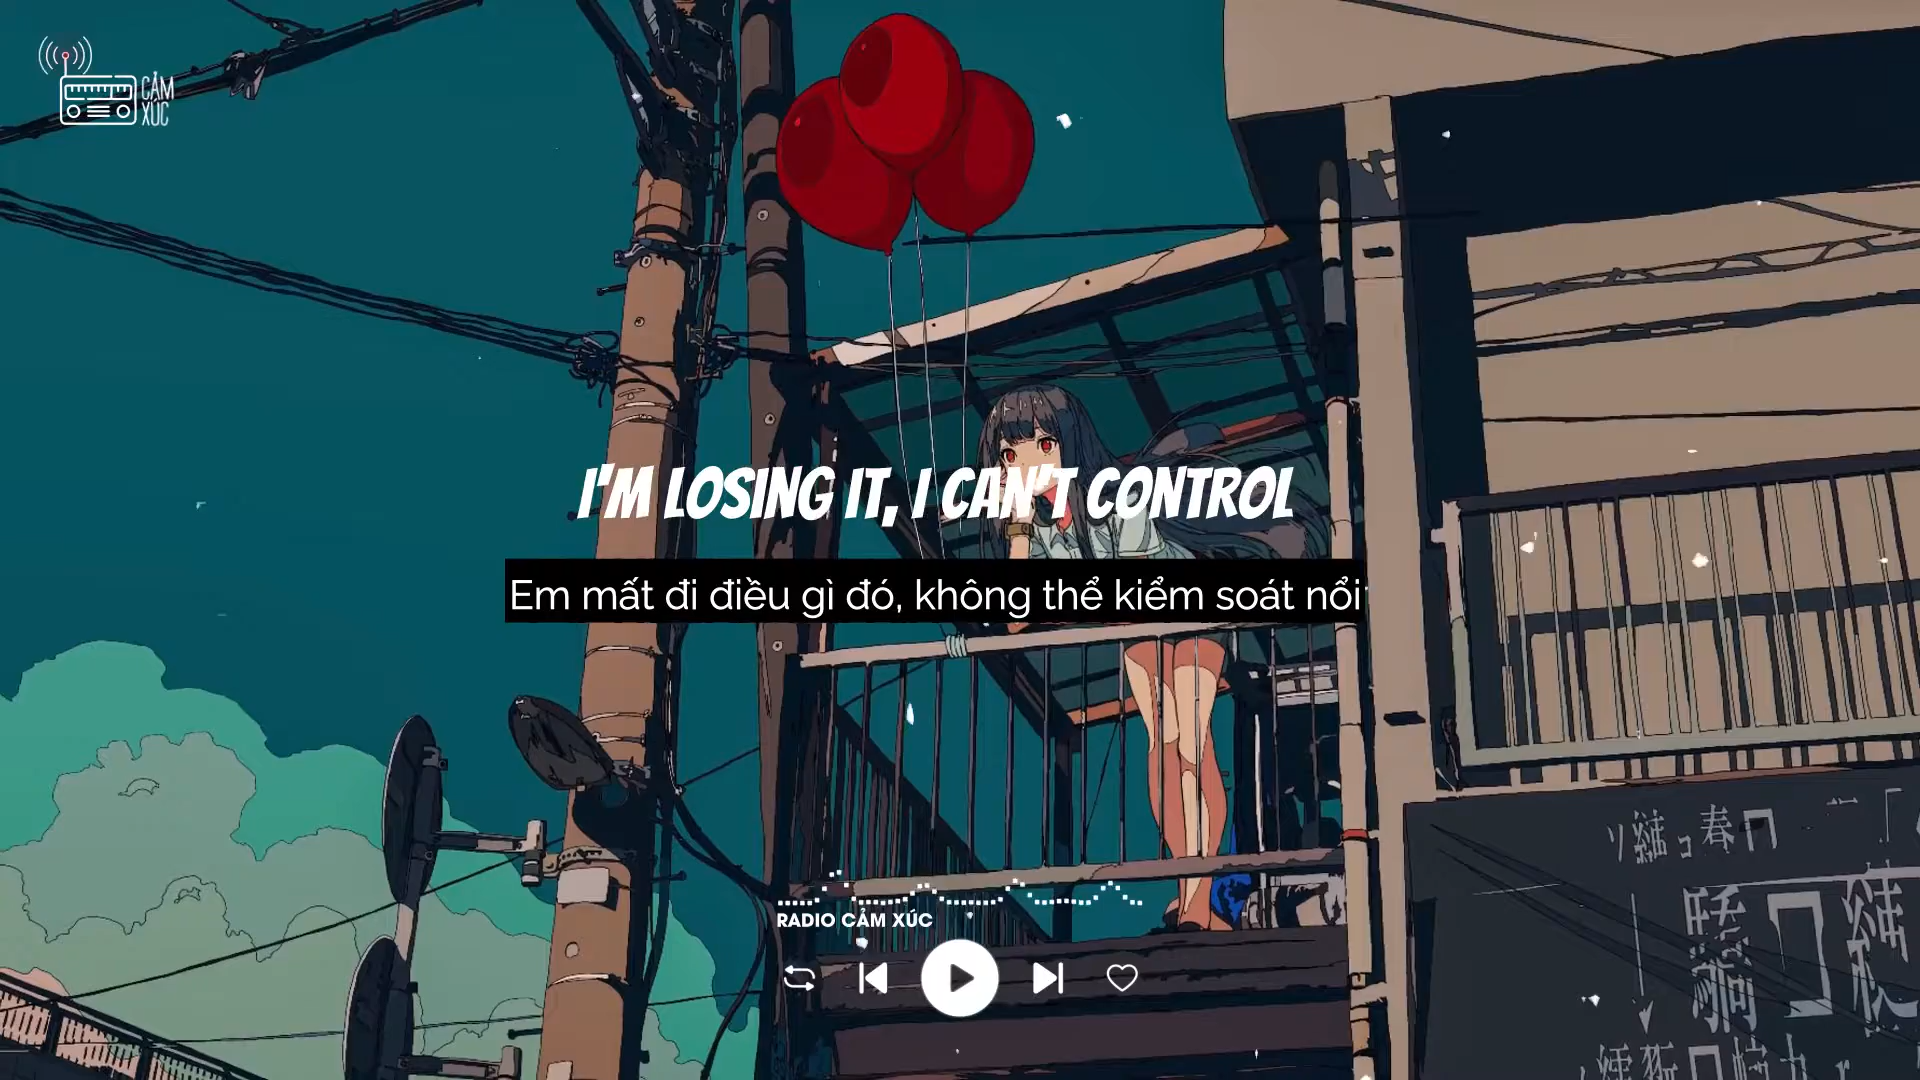 CẢM
XÚC
I'M LOSING IT, I CAN'T CONTROL
Em mất đi điều gì đó, không thể kiểm soát nổi
RADIO CẢM XÚC
春